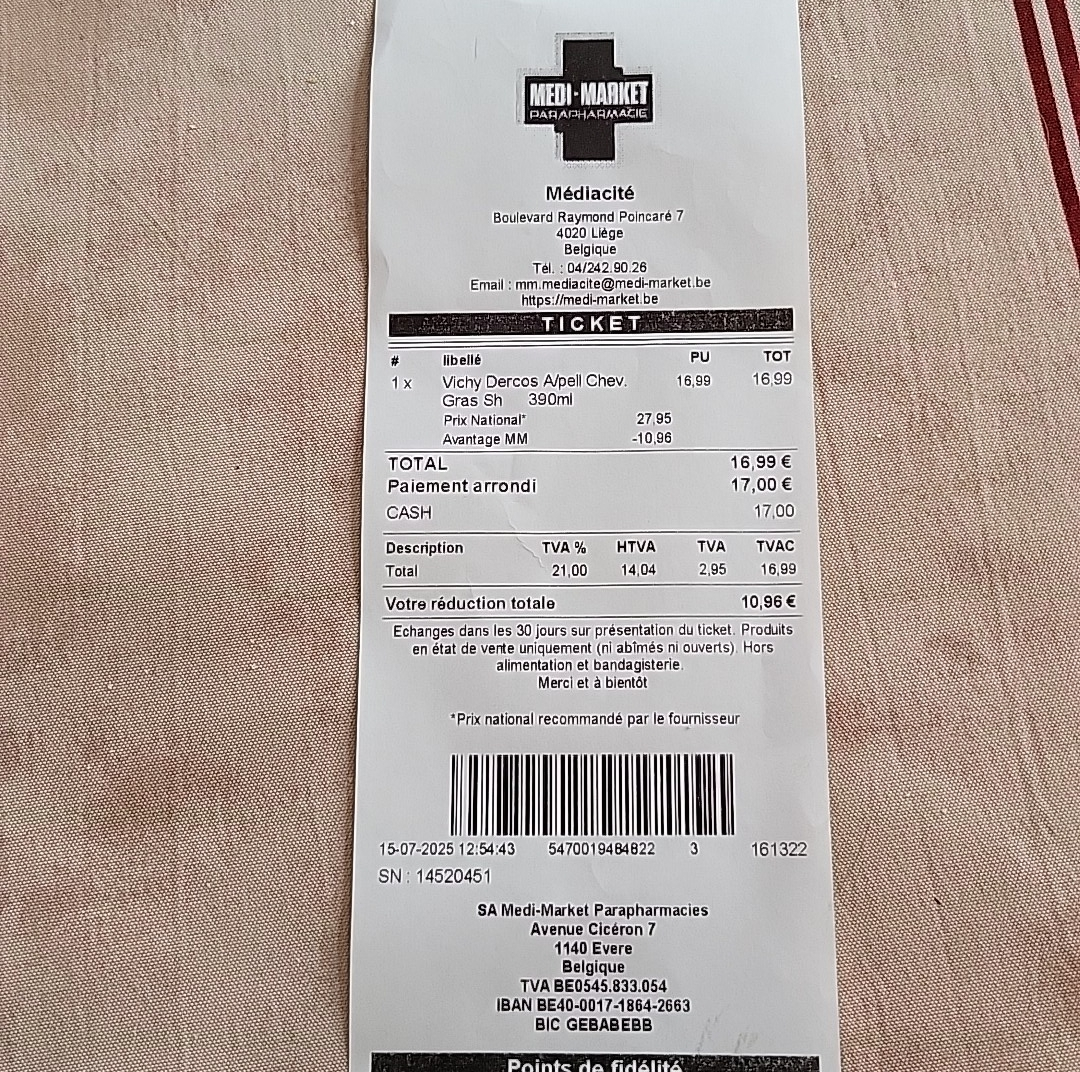 MEDI-MARKET
PARAPHARMACIE
Médiacité
Boulevard Raymond Poincaré 7
4020 Liège
Belgique
Tél. : 04/242.90.26
Email : mm.mediacite@medi-market.be
https://medi-market.be
TICKET
# libellé PU TOT
1 x Vichy Dercos A/pell Chev. 16,99 16,99
Gras Sh 390ml
Prix National* 27,95
Avantage MM -10,96
TOTAL 16,99 €
Paiement arrondi 17,00 €
CASH 17,00
Description TVA % HTVA TVA TVAC
Total 21,00 14,04 2,95 16,99
Votre réduction totale 10,96 €
Echanges dans les 30 jours sur présentation du ticket. Produits
en état de vente uniquement (ni abîmés ni ouverts). Hors
alimentation et bandagisterie.
Merci et à bientôt
*Prix national recommandé par le fournisseur
15-07-2025 12:54:43 5470019484822 3 161322
SN : 14520451
SA Medi-Market Parapharmacies
Avenue Cicéron 7
1140 Evere
Belgique
TVA BE0545.833.054
IBAN BE40-0017-1864-2663
BIC GEBABEBB
Points de fidélité